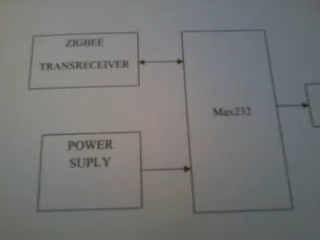 ZIGBEE
TRANSRECEIVER
Max232
POWER
SUPLY